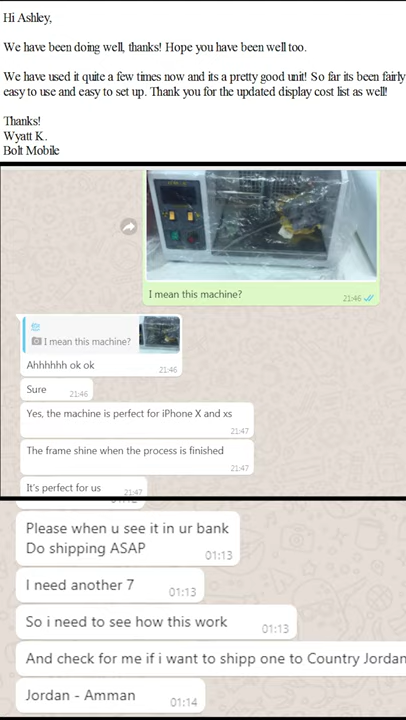 Hi Ashley,
We have been doing well, thanks! Hope you have been well too.
We have used it quite a few times now and its a pretty good unit! So far its been fairly
easy to use and easy to set up. Thank you for the updated display cost list as well!
Thanks!
Wyatt K.
Bolt Mobile
I mean this machine?
21:46
I mean this machine?
Ahhhhhh ok ok
21:46
Sure
21:46
Yes, the machine is perfect for iPhone X and xs
21:47
The frame shine when the process is finished
21:47
It's perfect for us
21:47
Please when u see it in ur bank
Do shipping ASAP
01:13
I need another 7
01:13
So i need to see how this work
01:13
And check for me if i want to shipp one to Country Jordan
Jordan - Amman
01:14